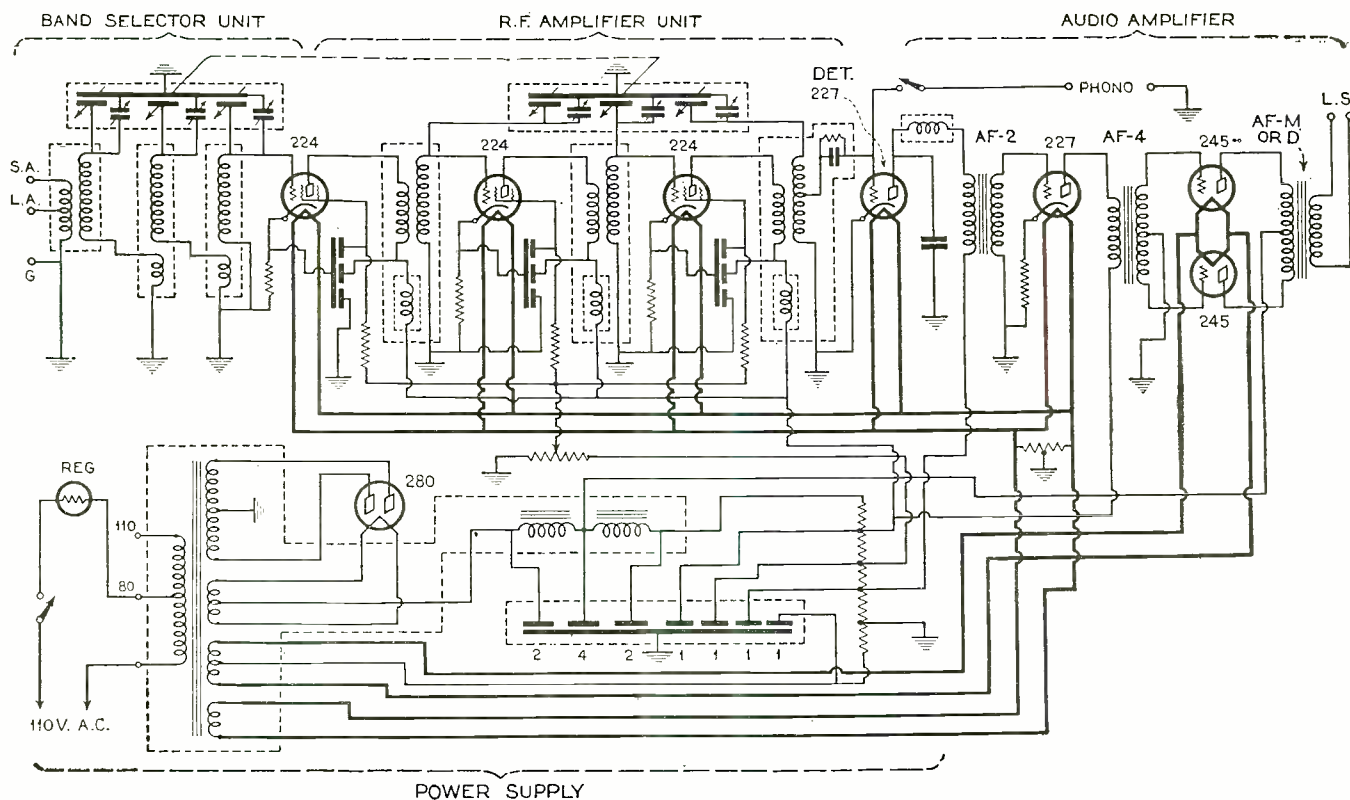 BAND SELECTOR UNIT
R.F. AMPLIFIER UNIT
AUDIO AMPLIFIER
DET.
227
PHONO
L.S.
S.A.
L.A.
G
224
224
224
AF-2
227
AF-4
245
AF-M
OR D
245
REG
110
80
280
110 V. A.C.
2 4 2 1 1 1 1
POWER SUPPLY